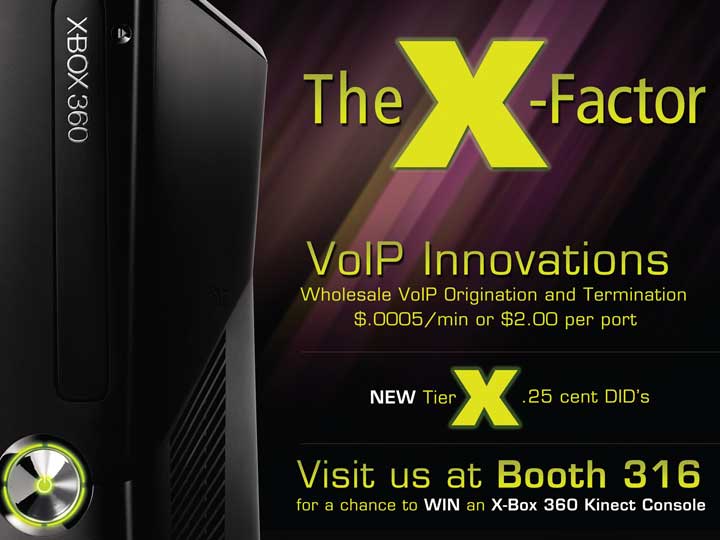 XBOX 360
The X-Factor
VoIP Innovations
Wholesale VoIP Origination and Termination
$.0005/min or $2.00 per port
NEW Tier X .25 cent DID's
Visit us at Booth 316
for a chance to WIN an X-Box 360 Kinect Console